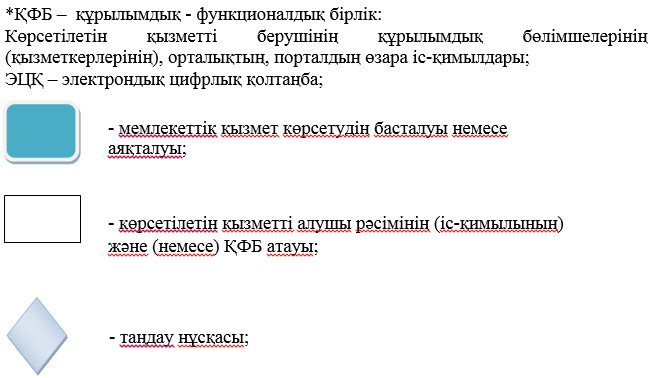 *ҚФБ – құрылымдық - функционалдық бірлік:
Көрсетілетін қызметті берушінің құрылымдық бөлімшелерінің
(қызметкерлерінің), орталықтың, порталдың өзара іс-қимылдары;
ЭЦҚ – электрондық цифрлық қолтаңба;
- мемлекеттік қызмет көрсетудің басталуы немесе
аяқталуы;
- көрсетілетін қызметті алушы рәсімінің (іс-қимылының)
және (немесе) ҚФБ атауы;
- таңдау нұсқасы;